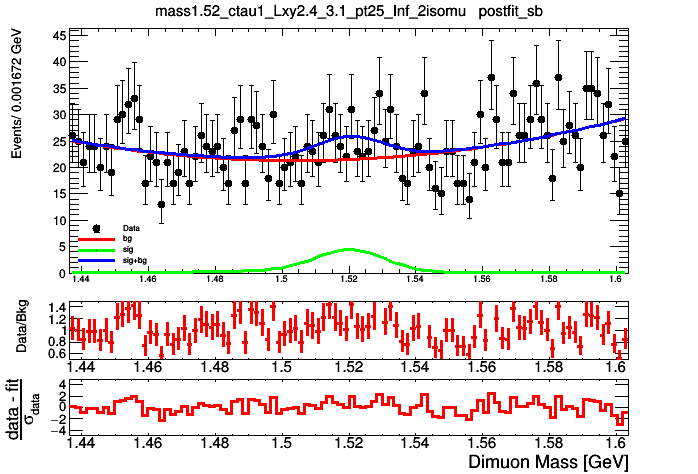 mass1.52_ctau1_Lxy2.4_3.1_pt25_Inf_2isomu postfit_sb
Events/ 0.001672 GeV
45
40
35
30
25
20
15
10
5
0
Data
bg
sig
sig+bg
1.44 1.46 1.48 1.5 1.52 1.54 1.56 1.58 1.6
Data/Bkg
1.4
1.2
1.0
0.8
0.6
1.44 1.46 1.48 1.5 1.52 1.54 1.56 1.58 1.6
data - fit
σdata
4
2
0
−2
−4
1.44 1.46 1.48 1.5 1.52 1.54 1.56 1.58 1.6
Dimuon Mass [GeV]